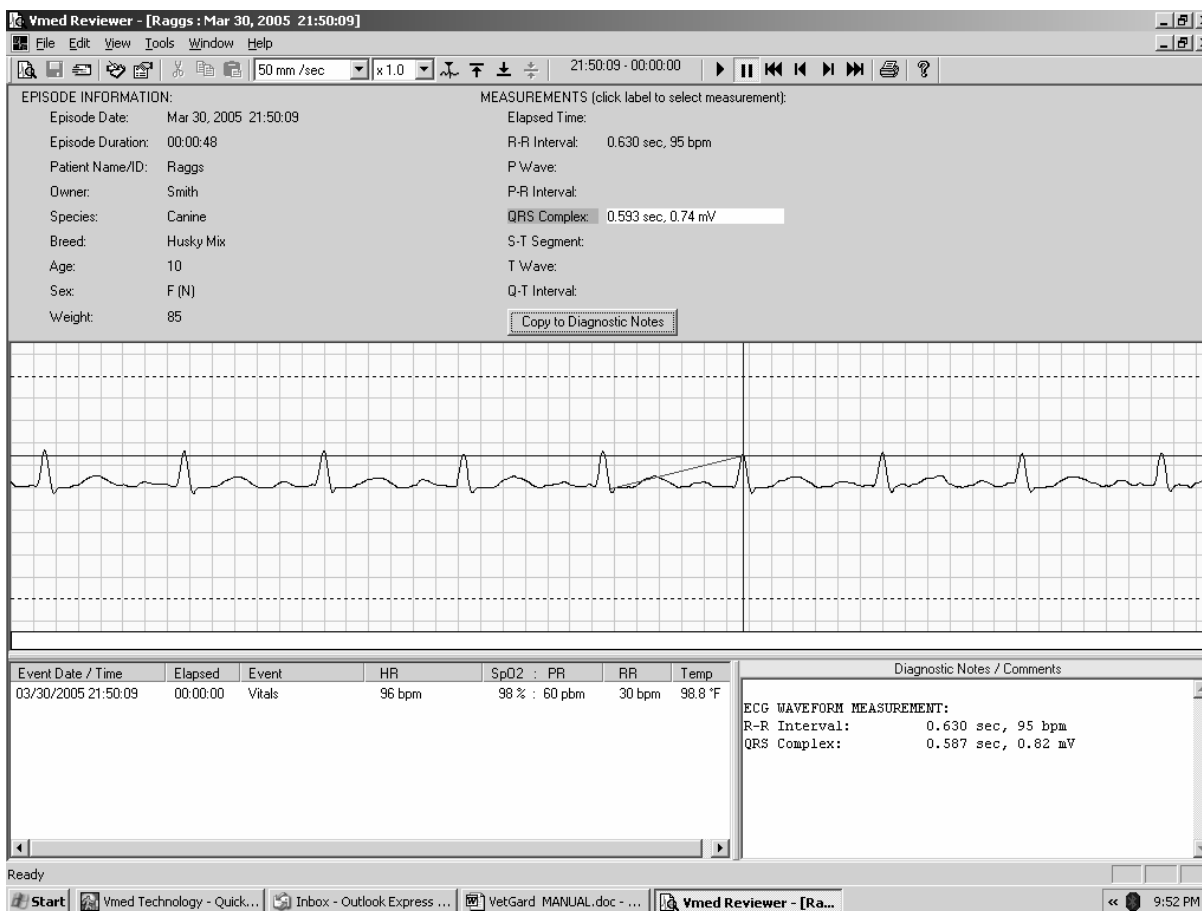 Vmed Reviewer - [Raggs : Mar 30, 2005 21:50:09]
File Edit View Tools Window Help
50 mm /sec x 1.0 21:50:09 - 00:00:00
EPISODE INFORMATION:
Episode Date: Mar 30, 2005 21:50:09
Episode Duration: 00:00:48
Patient Name/ID: Raggs
Owner: Smith
Species: Canine
Breed: Husky Mix
Age: 10
Sex: F (N)
Weight: 85
MEASUREMENTS (click label to select measurement):
Elapsed Time:
R-R Interval: 0.630 sec, 95 bpm
P Wave:
P-R Interval:
QRS Complex: 0.593 sec, 0.74 mV
S-T Segment:
T Wave:
Q-T Interval:
Copy to Diagnostic Notes
Event Date / Time Elapsed Event HR SpO2 : PR RR Temp
03/30/2005 21:50:09 00:00:00 Vitals 96 bpm 98 % : 60 pbm 30 bpm 98.8 °F
Diagnostic Notes / Comments
ECG WAVEFORM MEASUREMENT:
R-R Interval: 0.630 sec, 95 bpm
QRS Complex: 0.587 sec, 0.82 mV
Ready
Start Vmed Technology - Quick... Inbox - Outlook Express ... VetGard MANUAL.doc - ... Vmed Reviewer - [Ra... 9:52 PM